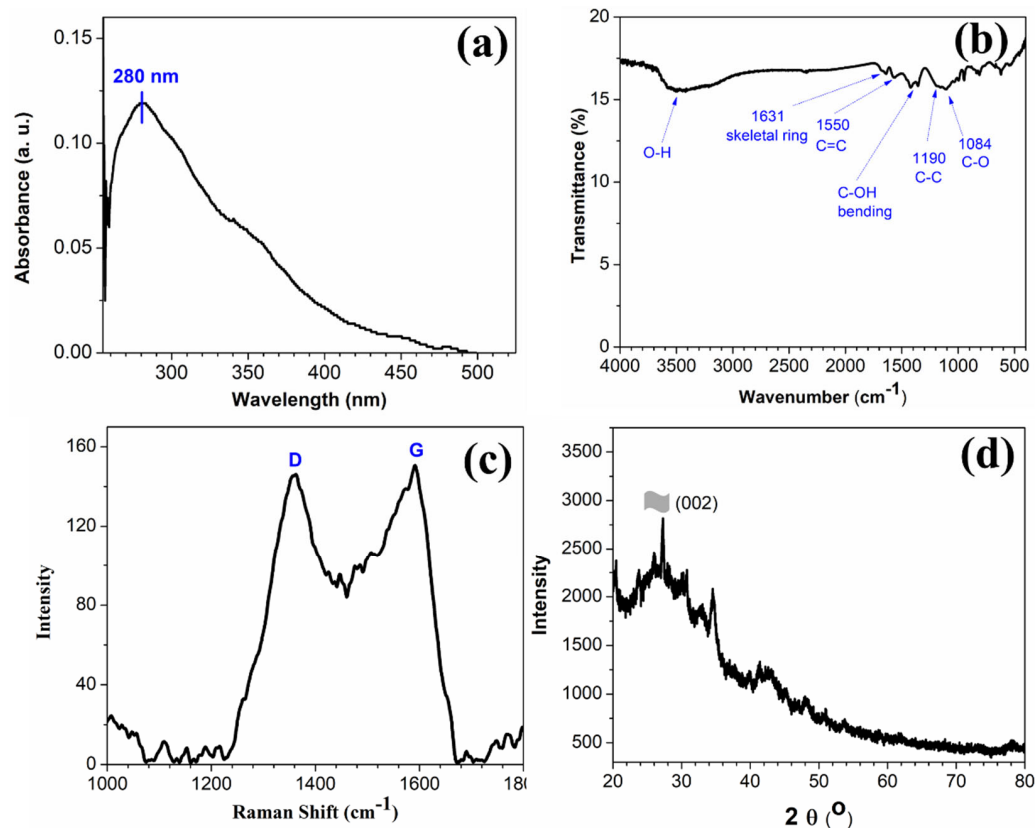 (a)
280 nm
0.15
0.10
0.05
0.00
Absorbance (a. u.)
300
350
400
450
500
Wavelength (nm)
(b)
20
15
10
5
0
Transmittance (%)
O-H
1631
skeletal ring
1550
C=C
C-OH
bending
1190
C-C
1084
C-O
4000 3500 3000 2500 2000 1500 1000 500
Wavenumber (cm⁻¹)
(c)
D
G
160
120
80
40
0
Intensity
1000
1200
1400
1600
1800
Raman Shift (cm⁻¹)
(d)
(002)
3500
3000
2500
2000
1500
1000
500
Intensity
20
30
40
50
60
70
80
2 θ (º)